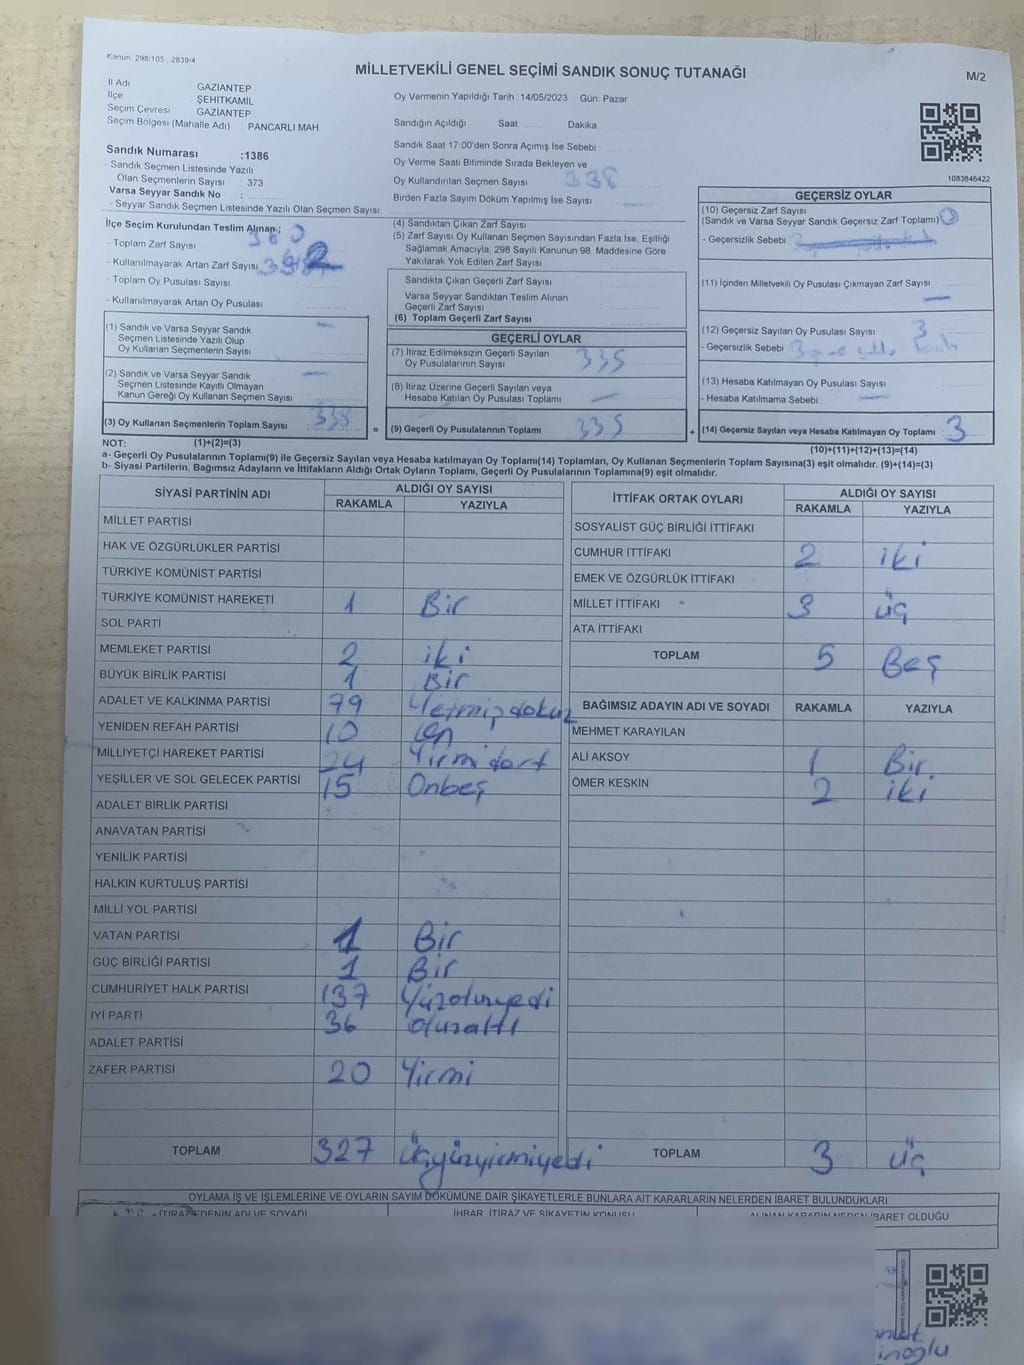 Kanun: 298/105 , 2839/4
MİLLETVEKİLİ GENEL SEÇİMİ SANDIK SONUÇ TUTANAĞI
M/2
İl Adı GAZİANTEP
İlçe ŞEHİTKAMİL
Seçim Çevresi GAZİANTEP
Seçim Bölgesi (Mahalle Adı) : PANCARLI MAH
Sandık Numarası :1386
- Sandık Seçmen Listesinde Yazılı
Olan Seçmenlerin Sayısı : 373
Varsa Seyyar Sandık No :
- Seyyar Sandık Seçmen Listesinde Yazılı Olan Seçmen Sayısı
İlçe Seçim Kurulundan Teslim Alınan ;
- Toplam Zarf Sayısı 380
- Kullanılmayarak Artan Zarf Sayısı
- Toplam Oy Pusulası Sayısı
- Kullanılmayarak Artan Oy Pusulası
Oy Vermenin Yapıldığı Tarih : 14/05/2023 Gün: Pazar
Sandığın Açıldığı Saat Dakika
Sandık Saat 17:00'den Sonra Açımış İse Sebebi
Oy Verme Saati Bitiminde Sırada Bekleyen ve
Oy Kullandırılan Seçmen Sayısı 338
Birden Fazla Sayım Döküm Yapılmış İse Sayısı
(4) Sandıktan Çıkan Zarf Sayısı
(5) Zarf Sayısı Oy Kullanan Seçmen Sayısından Fazla İse, Eşitliği
Sağlamak Amacıyla; 298 Sayılı Kanunun 98. Maddesine Göre
Yakılarak Yok Edilen Zarf Sayısı
Sandıkta Çıkan Geçerli Zarf Sayısı
Varsa Seyyar Sandıktan Teslim Alınan
Geçerli Zarf Sayısı
(6) Toplam Geçerli Zarf Sayısı
1083646422
GEÇERSİZ OYLAR
(10) Geçersiz Zarf Sayısı
(Sandık ve Varsa Seyyar Sandık Geçersiz Zarf Toplamı)
- Geçersizlik Sebebi
(11) İçinden Milletvekili Oy Pusulası Çıkmayan Zarf Sayısı
(12) Geçersiz Sayılan Oy Pusulası Sayısı 3
- Geçersizlik Sebebi
(13) Hesaba Katılmayan Oy Pusulası Sayısı
- Hesaba Katılmama Sebebi
(14) Geçersiz Sayılan veya Hesaba Katılmayan Oy Toplamı 3
(1) Sandık ve Varsa Seyyar Sandık
Seçmen Listesinde Yazılı Olup
Oy Kullanan Seçmenlerin Sayısı
(2) Sandık ve Varsa Seyyar Sandık
Seçmen Listesinde Kayıtlı Olmayan
Kanun Gereği Oy Kullanan Seçmen Sayısı
(3) Oy Kullanan Seçmenlerin Toplam Sayısı 338 =
GEÇERLİ OYLAR
(7) İtiraz Edilmeksizin Geçerli Sayılan
Oy Pusulalarının Sayısı 335
(8) İtiraz Üzerine Geçerli Sayılan veya
Hesaba Katılan Oy Pusulası Toplamı
(9) Geçerli Oy Pusulalarının Toplamı 335 +
NOT: (1)+(2)=(3)
(10)+(11)+(12)+(13)=(14)
a- Geçerli Oy Pusulalarının Toplamı(9) ile Geçersiz Sayılan veya Hesaba katılmayan Oy Toplamı(14) Toplamları, Oy Kullanan Seçmenlerin Toplam Sayısına(3) eşit olmalıdır. (9)+(14)=(3)
b- Siyasi Partilerin, Bağımsız Adayların ve İttifakların Aldığı Ortak Oyların Toplamı, Geçerli Oy Pusulalarının Toplamına(9) eşit olmalıdır.
SİYASİ PARTİNİN ADI ALDIĞI OY SAYISI
RAKAMLA YAZIYLA
MİLLET PARTİSİ
HAK VE ÖZGÜRLÜKLER PARTİSİ
TÜRKİYE KOMÜNİST PARTİSİ
TÜRKİYE KOMÜNİST HAREKETİ 1 Bir
SOL PARTİ
MEMLEKET PARTİSİ 2 iki
BÜYÜK BİRLİK PARTİSİ 1 Bir
ADALET VE KALKINMA PARTİSİ 79 Yetmişdokuz
YENİDEN REFAH PARTİSİ 10 on
MİLLİYETÇİ HAREKET PARTİSİ 24 Yirmi dört
YEŞİLLER VE SOL GELECEK PARTİSİ 15 Onbeş
ADALET BİRLİK PARTİSİ
ANAVATAN PARTİSİ
YENİLİK PARTİSİ
HALKIN KURTULUŞ PARTİSİ
MİLLİ YOL PARTİSİ
VATAN PARTİSİ 1 Bir
GÜÇ BİRLİĞİ PARTİSİ 1 Bir
CUMHURİYET HALK PARTİSİ 137 Yüzotuzyedi
İYİ PARTİ 36 otuzaltı
ADALET PARTİSİ
ZAFER PARTİSİ 20 Yirmi
TOPLAM 327 Üçyüzyirmiyedi
İTTİFAK ORTAK OYLARI ALDIĞI OY SAYISI
RAKAMLA YAZIYLA
SOSYALİST GÜÇ BİRLİĞİ İTTİFAKI
CUMHUR İTTİFAKI 2 iki
EMEK VE ÖZGÜRLÜK İTTİFAKI
MİLLET İTTİFAKI 3 üç
ATA İTTİFAKI
TOPLAM 5 Beş
BAĞIMSIZ ADAYIN ADI VE SOYADI RAKAMLA YAZIYLA
MEHMET KARAYILAN
ALİ AKSOY 1 Bir.
ÖMER KESKİN 2 iki
TOPLAM 3 üç
OYLAMA İŞ VE İŞLEMLERİNE VE OYLARIN SAYIM DÖKÜMÜNE DAİR ŞİKAYETLERLE BUNLARA AİT KARARLARIN NELERDEN İBARET BULUNDUKLARI
İTİRAZ EDENİN ADI VE SOYADI İHBAR, İTİRAZ VE ŞİKAYETİN KONUSU ALINAN KARARIN NEDEN İBARET OLDUĞU